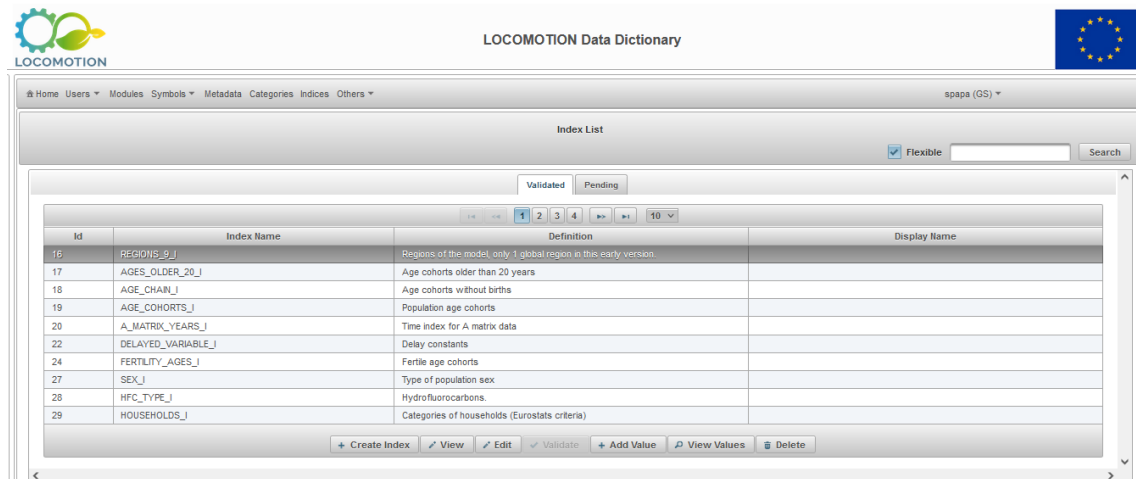 LOCOMOTION
LOCOMOTION Data Dictionary
Home Users Modules Symbols Metadata Categories Indices Others spapa (GS)
Index List
Flexible Search
Validated Pending
1 2 3 4 10
Id Index Name Definition Display Name
16 REGIONS_9_I Regions of the model, only 1 global region in this early version.
17 AGES_OLDER_20_I Age cohorts older than 20 years
18 AGE_CHAIN_I Age cohorts without births
19 AGE_COHORTS_I Population age cohorts
20 A_MATRIX_YEARS_I Time index for A matrix data
22 DELAYED_VARIABLE_I Delay constants
24 FERTILITY_AGES_I Fertile age cohorts
27 SEX_I Type of population sex
28 HFC_TYPE_I Hydrofluorocarbons.
29 HOUSEHOLDS_I Categories of households (Eurostats criteria)
+ Create Index View Edit Validate + Add Value View Values Delete